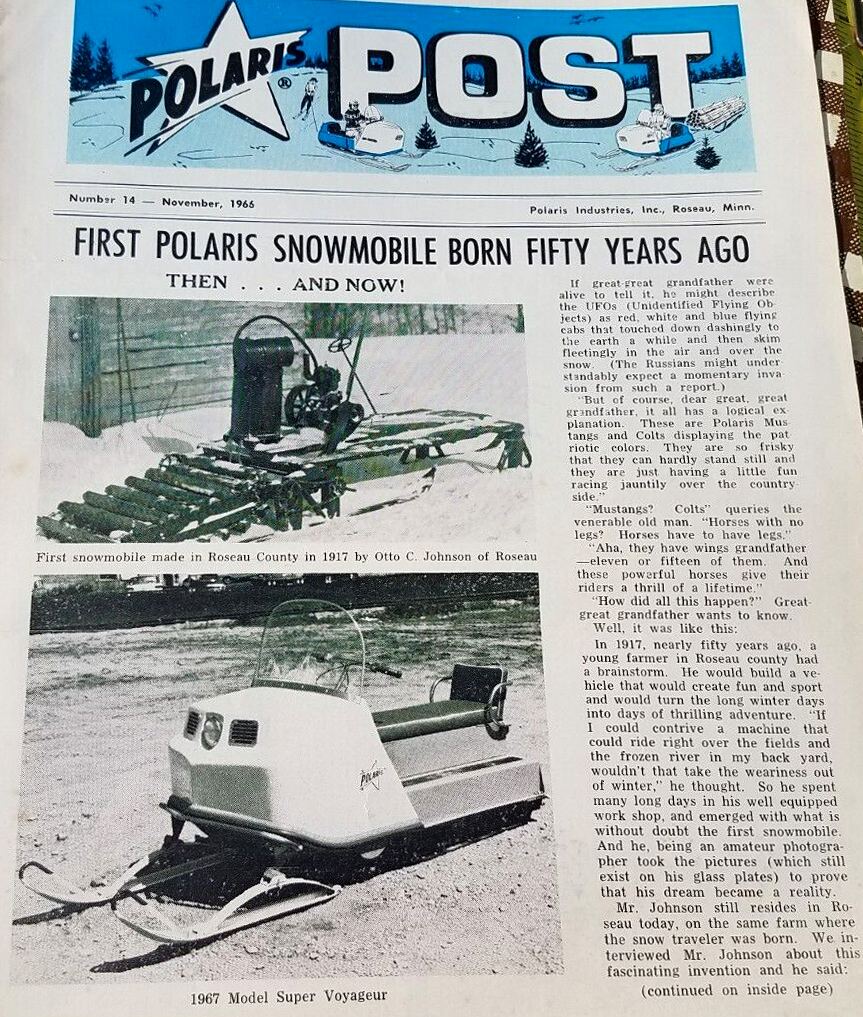 POLARIS ® POST
Number 14 — November, 1966
Polaris Industries, Inc., Roseau, Minn.
FIRST POLARIS SNOWMOBILE BORN FIFTY YEARS AGO
THEN . . . AND NOW!
First snowmobile made in Roseau County in 1917 by Otto C. Johnson of Roseau
POLARIS
1967 Model Super Voyageur
If great-great grandfather were
alive to tell it, he might describe
the UFOs (Unidentified Flying Ob-
jects) as red, white and blue flying
cabs that touched down dashingly to
the earth a while and then skim
fleetingly in the air and over the
snow. (The Russians might under-
standably expect a momentary inva-
sion from such a report.)
"But of course, dear great, great
grandfather, it all has a logical ex
planation. These are Polaris Mus
tangs and Colts displaying the pat
riotic colors. They are so frisky
that they can hardly stand still and
they are just having a little fun
racing jauntily over the country-
side."
"Mustangs? Colts" queries the
venerable old man. "Horses with no
legs? Horses have to have legs."
"Aha, they have wings grandfather
—eleven or fifteen of them. And
these powerful horses give their
riders a thrill of a lifetime."
"How did all this happen?" Great-
great grandfather wants to know.
Well, it was like this:
In 1917, nearly fifty years ago, a
young farmer in Roseau county had
a brainstorm. He would build a ve-
hicle that would create fun and sport
and would turn the long winter days
into days of thrilling adventure. "If
I could contrive a machine that
could ride right over the fields and
the frozen river in my back yard,
wouldn't that take the weariness out
of winter," he thought. So he spent
many long days in his well equipped
work shop, and emerged with what is
without doubt the first snowmobile.
And he, being an amateur photogra-
pher took the pictures (which still
exist on his glass plates) to prove
that his dream became a reality.
Mr. Johnson still resides in Ro-
seau today, on the same farm where
the snow traveler was born. We in-
terviewed Mr. Johnson about this
fascinating invention and he said:
(continued on inside page)